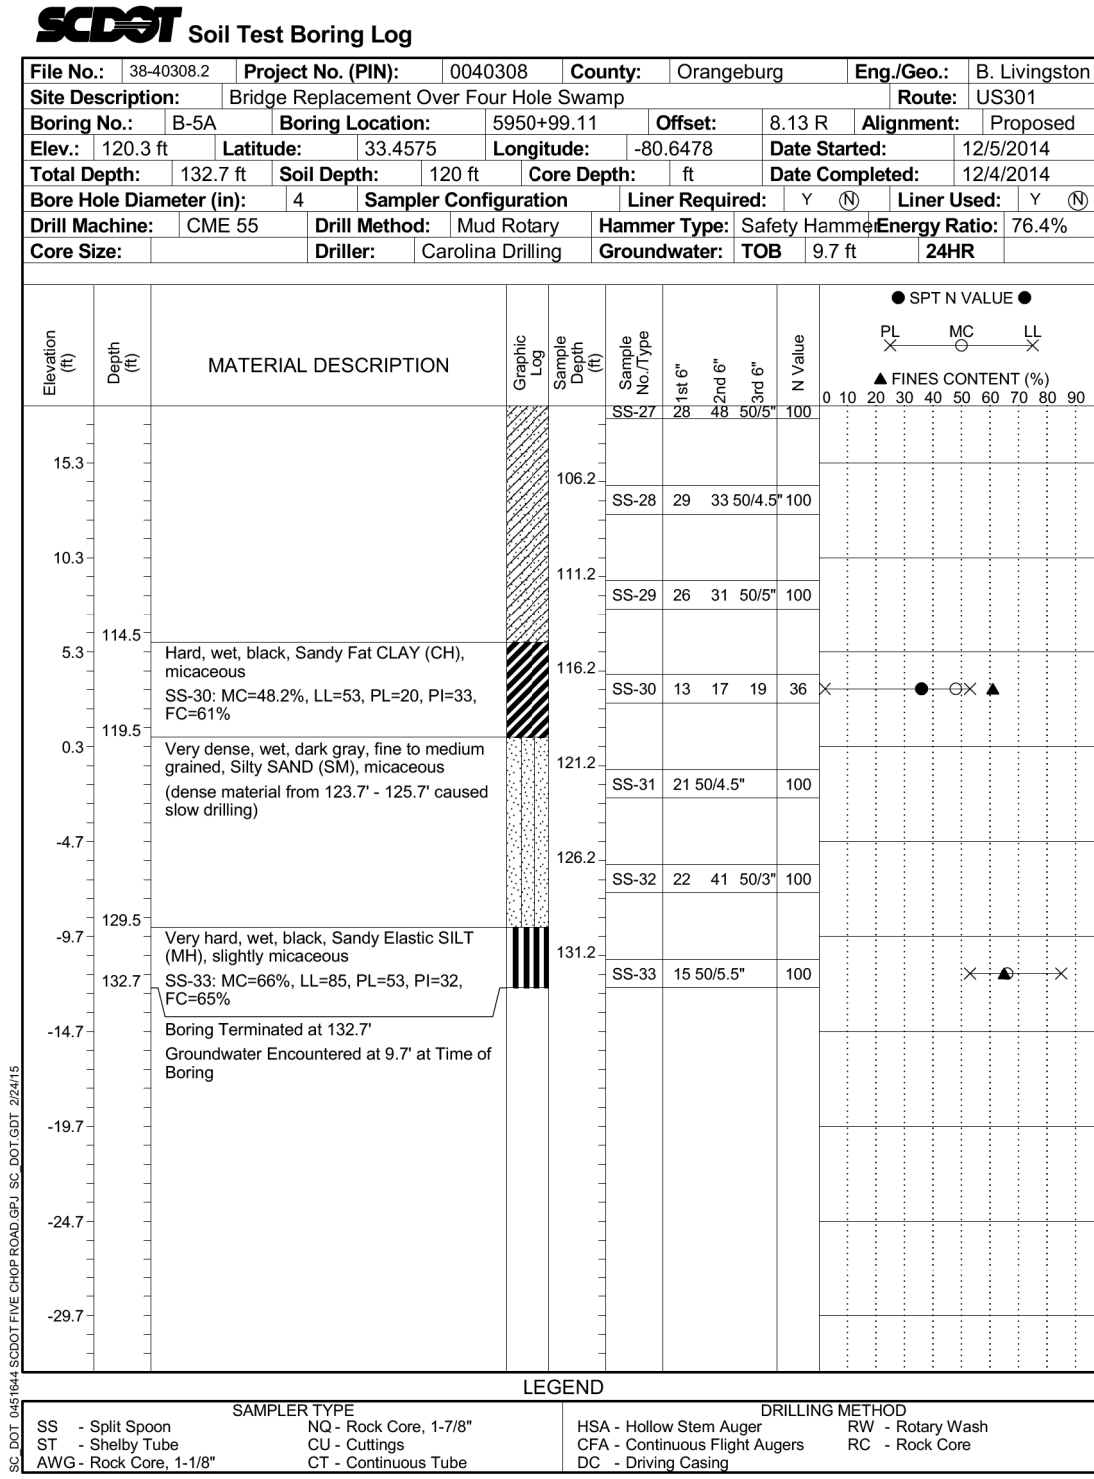 SCDOT Soil Test Boring Log
File No.: 38-40308.2 Project No. (PIN): 0040308 County: Orangeburg Eng./Geo.: B. Livingston
Site Description: Bridge Replacement Over Four Hole Swamp Route: US301
Boring No.: B-5A Boring Location: 5950+99.11 Offset: 8.13 R Alignment: Proposed
Elev.: 120.3 ft Latitude: 33.4575 Longitude: -80.6478 Date Started: 12/5/2014
Total Depth: 132.7 ft Soil Depth: 120 ft Core Depth: ft Date Completed: 12/4/2014
Bore Hole Diameter (in): 4 Sampler Configuration Liner Required: Y N Liner Used: Y N
Drill Machine: CME 55 Drill Method: Mud Rotary Hammer Type: Safety Hammer Energy Ratio: 76.4%
Core Size: Driller: Carolina Drilling Groundwater: TOB 9.7 ft 24HR
Elevation (ft)
Depth (ft)
MATERIAL DESCRIPTION
Graphic Log
Sample Depth (ft)
Sample No./Type
1st 6"
2nd 6"
3rd 6"
N Value
SPT N VALUE
PL MC LL
FINES CONTENT (%)
0 10 20 30 40 50 60 70 80 90
SS-27 28 48 50/5" 100
15.3
106.2
SS-28 29 33 50/4.5" 100
10.3
111.2
SS-29 26 31 50/5" 100
114.5
5.3
Hard, wet, black, Sandy Fat CLAY (CH),
micaceous
116.2
SS-30: MC=48.2%, LL=53, PL=20, PI=33,
FC=61%
SS-30 13 17 19 36
119.5
0.3
Very dense, wet, dark gray, fine to medium
grained, Silty SAND (SM), micaceous
121.2
(dense material from 123.7' - 125.7' caused
slow drilling)
SS-31 21 50/4.5" 100
-4.7
126.2
SS-32 22 41 50/3" 100
129.5
-9.7
Very hard, wet, black, Sandy Elastic SILT
(MH), slightly micaceous
131.2
132.7
SS-33: MC=66%, LL=85, PL=53, PI=32,
FC=65%
SS-33 15 50/5.5" 100
-14.7
Boring Terminated at 132.7'
Groundwater Encountered at 9.7' at Time of
Boring
-19.7
-24.7
-29.7
SC_DOT 0451644 SCDOT FIVE CHOP ROAD.GPJ SC_DOT.GDT 2/24/15
LEGEND
SAMPLER TYPE
SS - Split Spoon NQ - Rock Core, 1-7/8"
ST - Shelby Tube CU - Cuttings
AWG - Rock Core, 1-1/8" CT - Continuous Tube
DRILLING METHOD
HSA - Hollow Stem Auger RW - Rotary Wash
CFA - Continuous Flight Augers RC - Rock Core
DC - Driving Casing